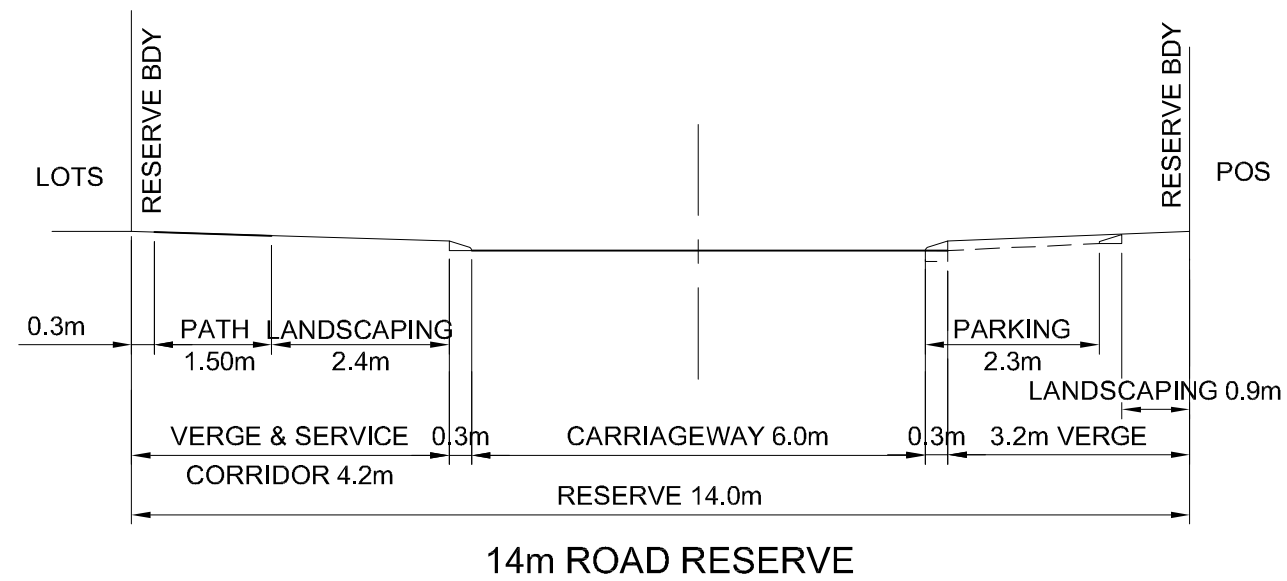 RESERVE BDY
RESERVE BDY
LOTS
POS
0.3m
PATH
1.50m
LANDSCAPING
2.4m
PARKING
2.3m
LANDSCAPING 0.9m
VERGE & SERVICE
CORRIDOR 4.2m
0.3m
CARRIAGEWAY 6.0m
0.3m
3.2m VERGE
RESERVE 14.0m
14m ROAD RESERVE